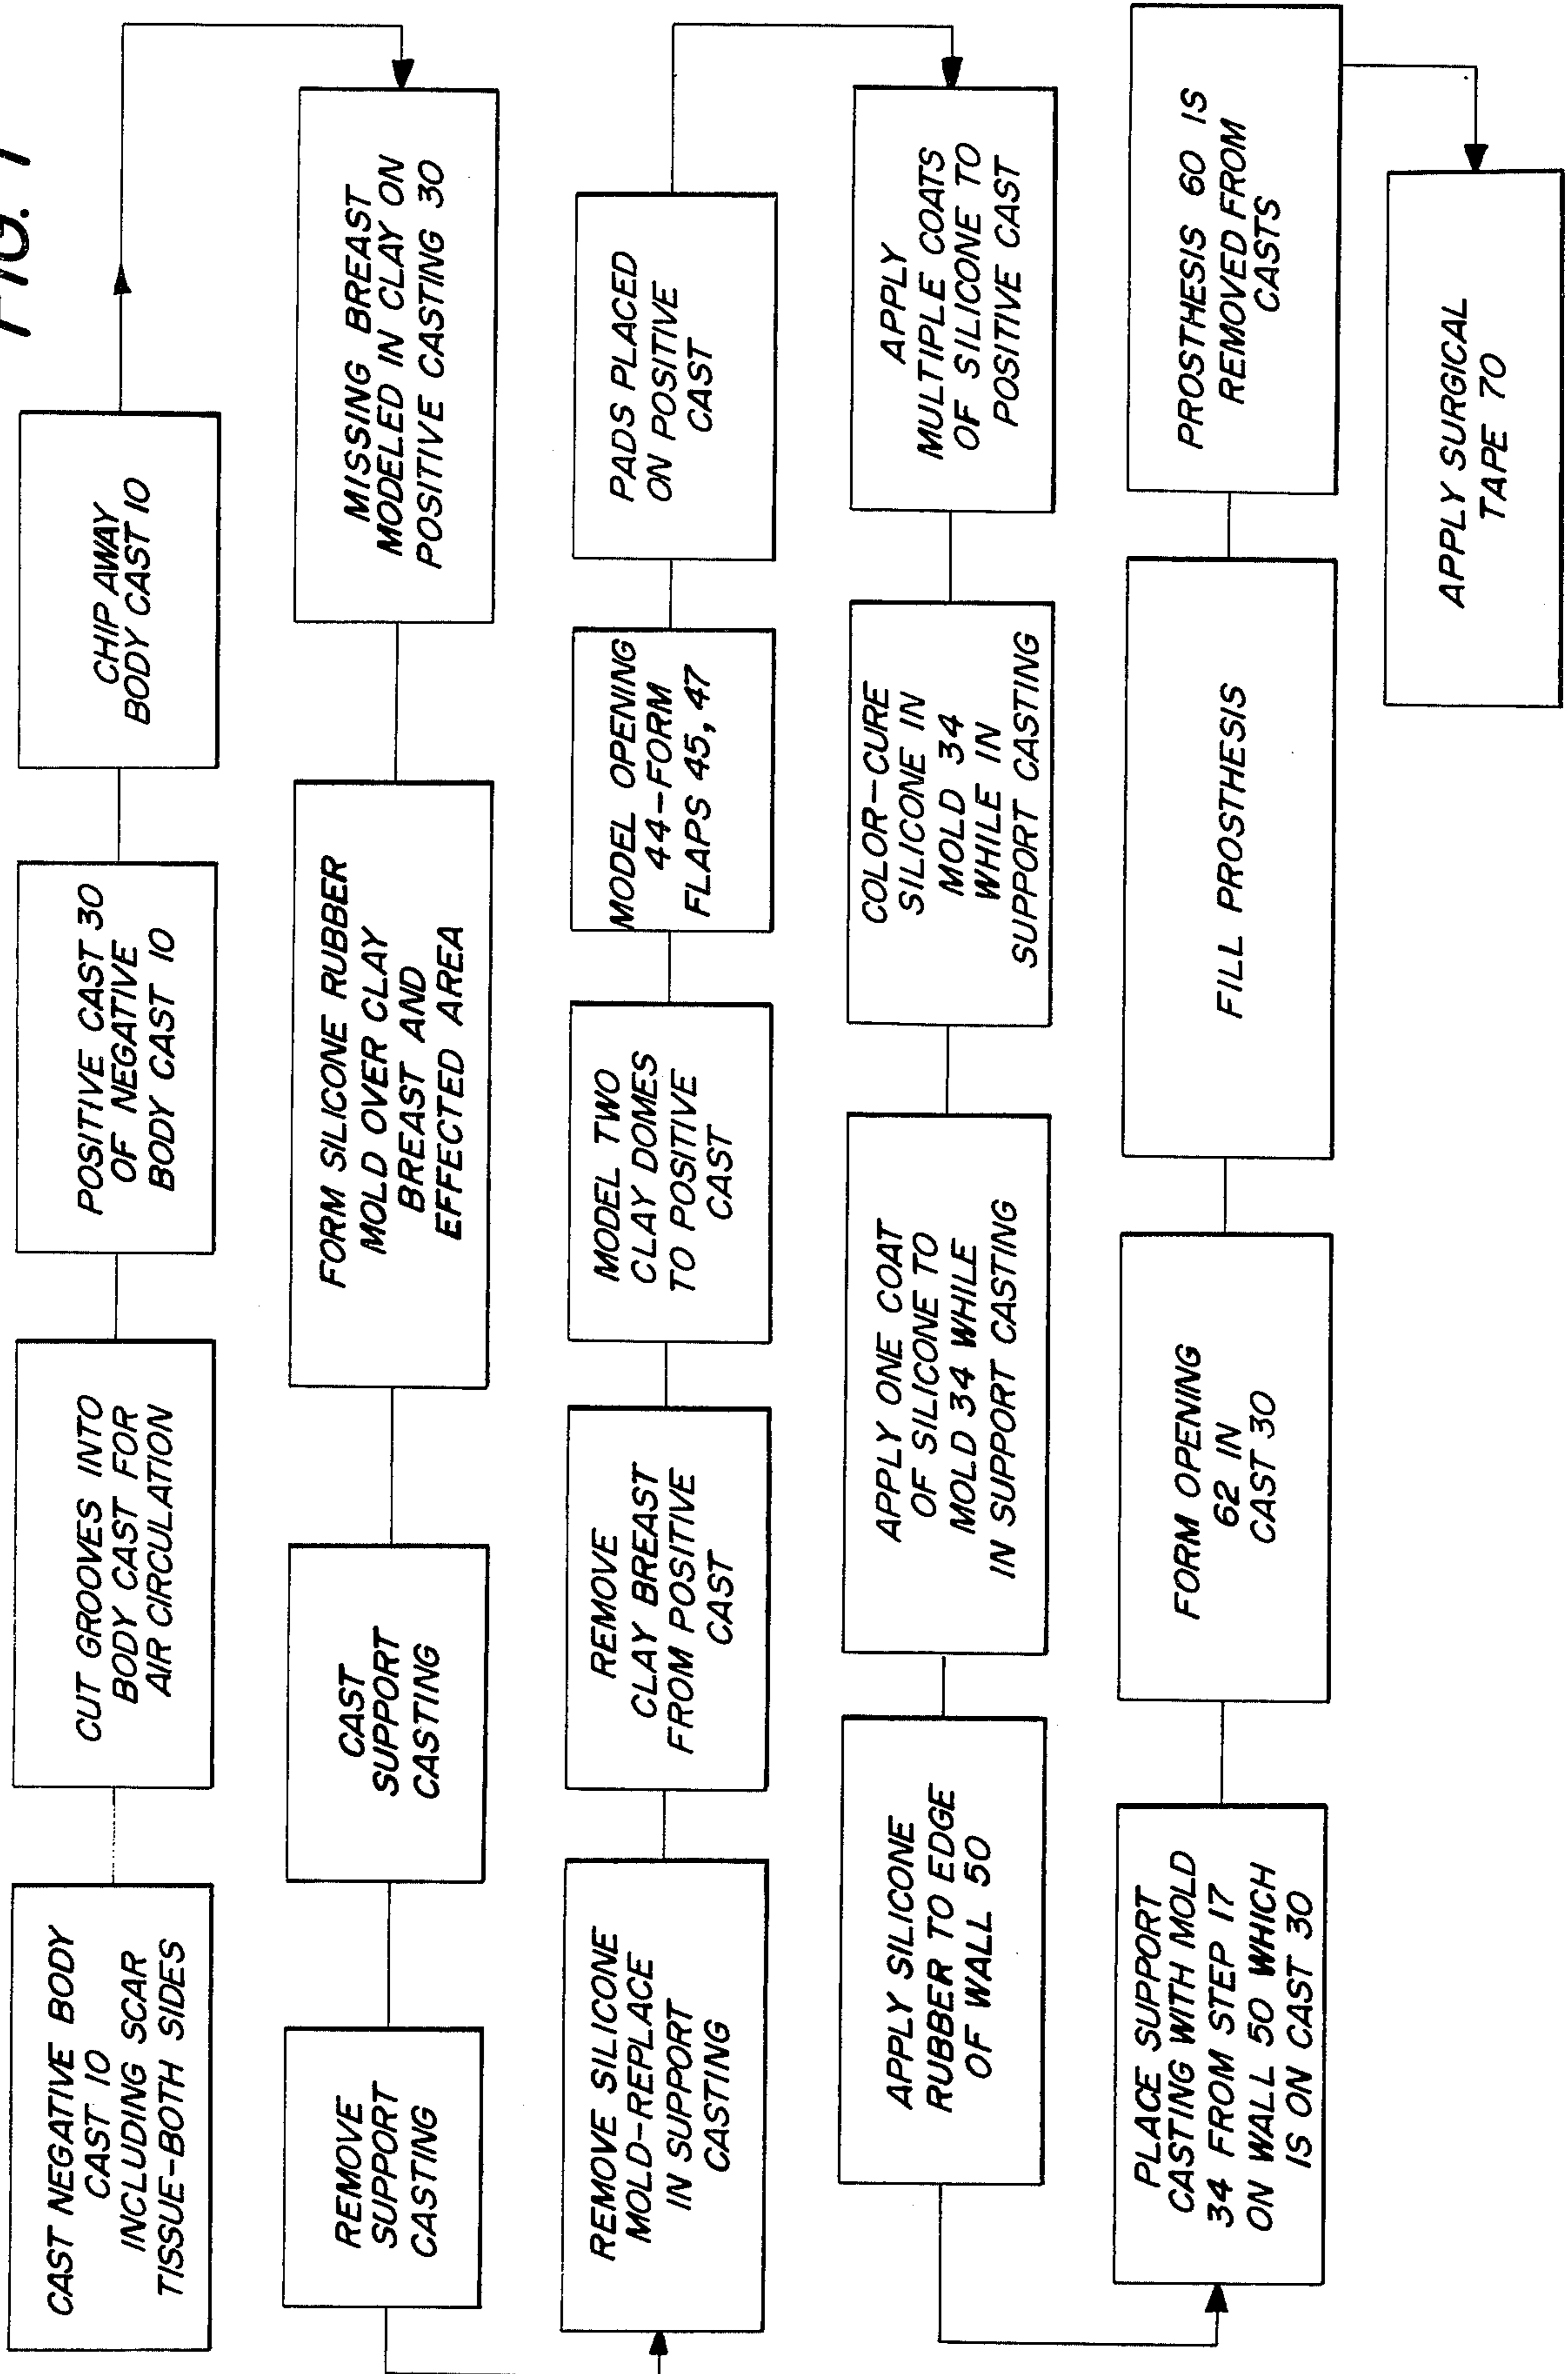 FIG. 1
CAST NEGATIVE BODY
CAST 10
INCLUDING SCAR
TISSUE-BOTH SIDES
CUT GROOVES INTO
BODY CAST FOR
AIR CIRCULATION
POSITIVE CAST 30
OF NEGATIVE
BODY CAST 10
CHIP AWAY
BODY CAST 10
MISSING BREAST
MODELED IN CLAY ON
POSITIVE CASTING 30
FORM SILICONE RUBBER
MOLD OVER CLAY
BREAST AND
EFFECTED AREA
CAST
SUPPORT
CASTING
REMOVE
SUPPORT
CASTING
REMOVE SILICONE
MOLD-REPLACE
IN SUPPORT
CASTING
REMOVE
CLAY BREAST
FROM POSITIVE
CAST
MODEL TWO
CLAY DOMES
TO POSITIVE
CAST
MODEL OPENING
44-FORM
FLAPS 45, 47
PADS PLACED
ON POSITIVE
CAST
APPLY
MULTIPLE COATS
OF SILICONE TO
POSITIVE CAST
COLOR-CURE
SILICONE IN
MOLD 34
WHILE IN
SUPPORT CASTING
APPLY ONE COAT
OF SILICONE TO
MOLD 34 WHILE
IN SUPPORT CASTING
APPLY SILICONE
RUBBER TO EDGE
OF WALL 50
PLACE SUPPORT
CASTING WITH MOLD
34 FROM STEP 17
ON WALL 50 WHICH
IS ON CAST 30
FORM OPENING
62 IN
CAST 30
FILL PROSTHESIS
PROSTHESIS 60 IS
REMOVED FROM
CASTS
APPLY SURGICAL
TAPE 70